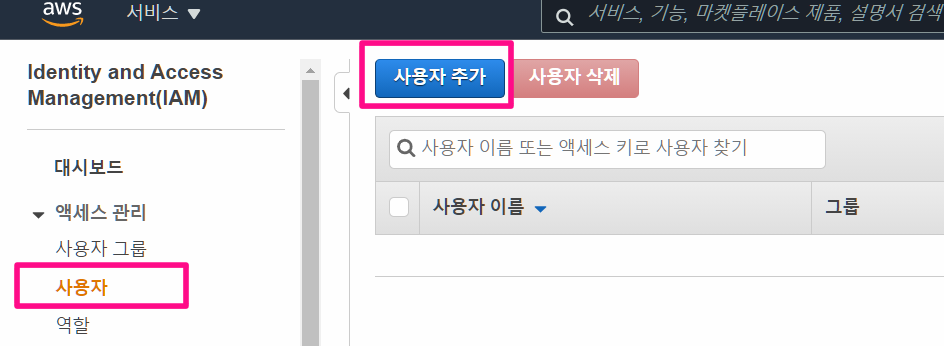 aws
서비스
서비스, 기능, 마켓플레이스 제품, 설명서 검색
Identity and Access
Management(IAM)
대시보드
액세스 관리
사용자 그룹
사용자
역할
사용자 추가
사용자 삭제
사용자 이름 또는 액세스 키로 사용자 찾기
사용자 이름
그룹